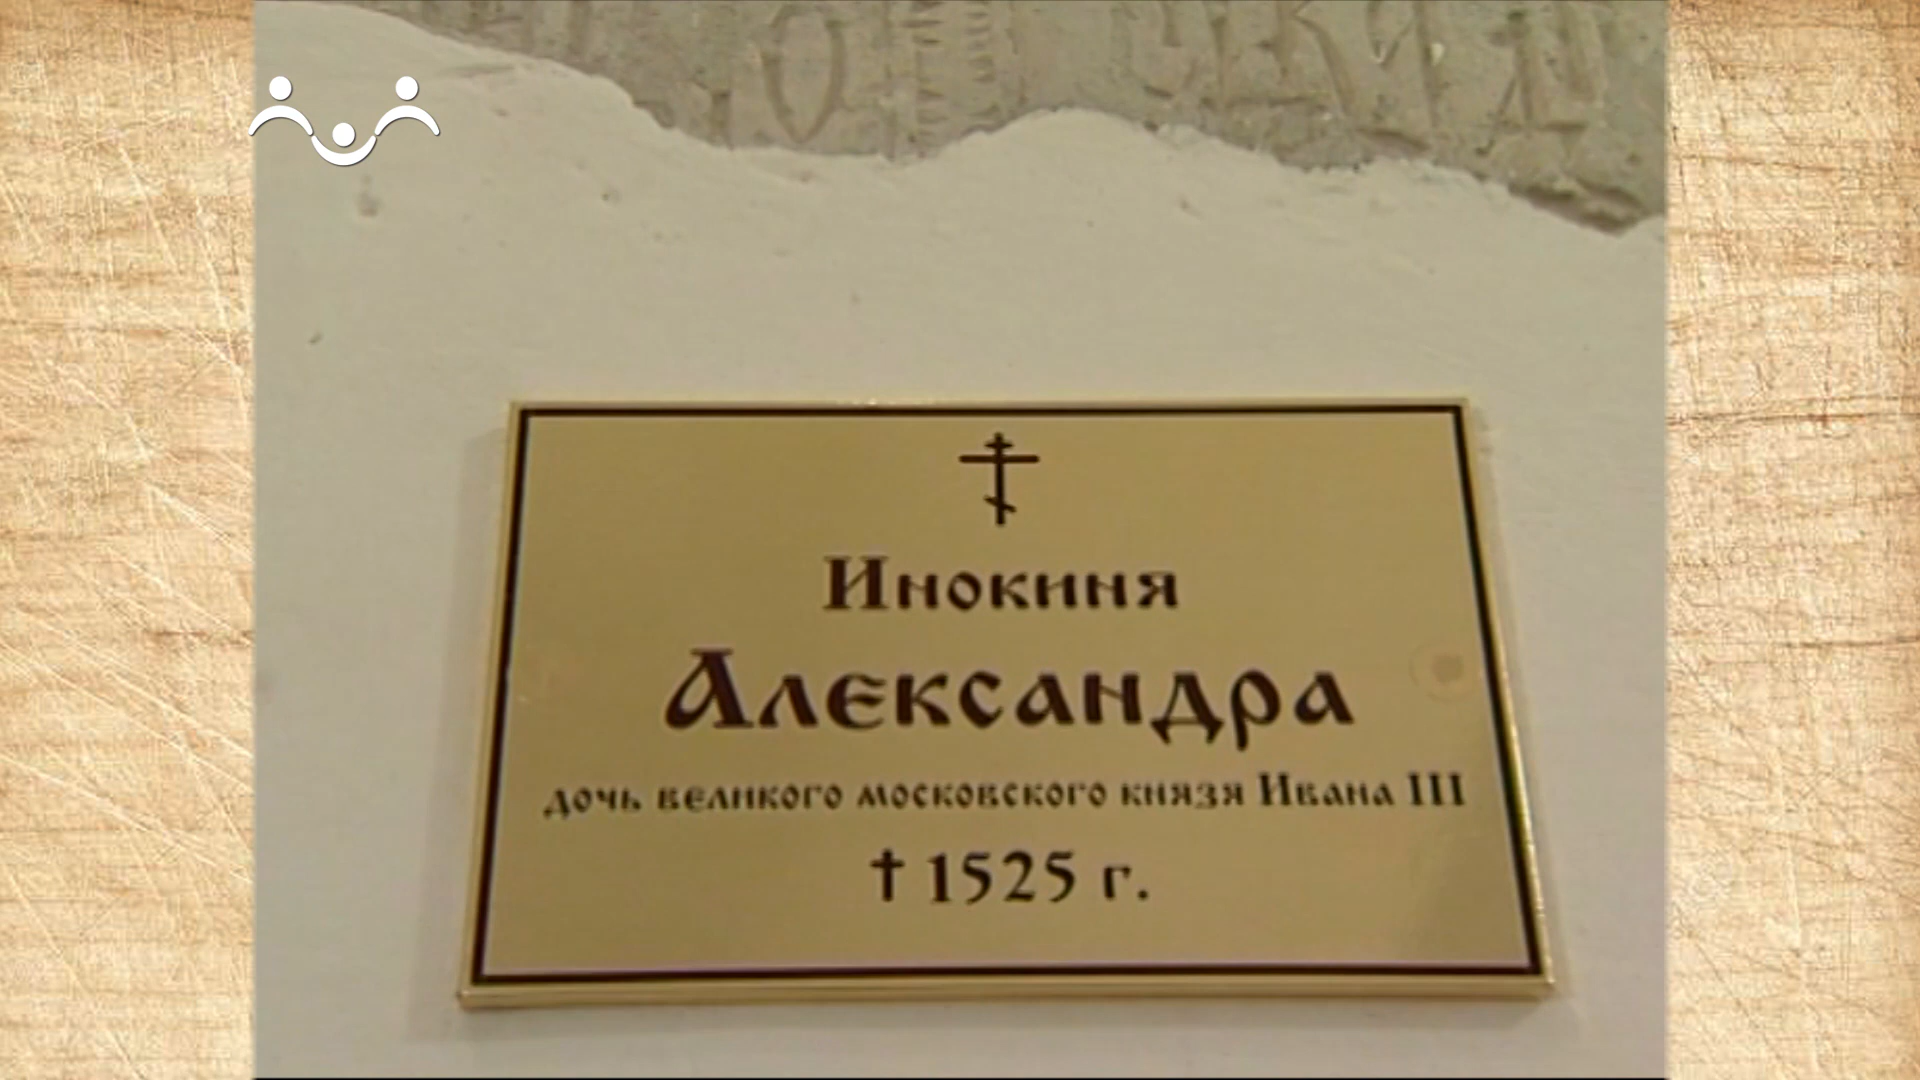 Инокиня
Александра
дочь великого московского князя Ивана III
† 1525 г.